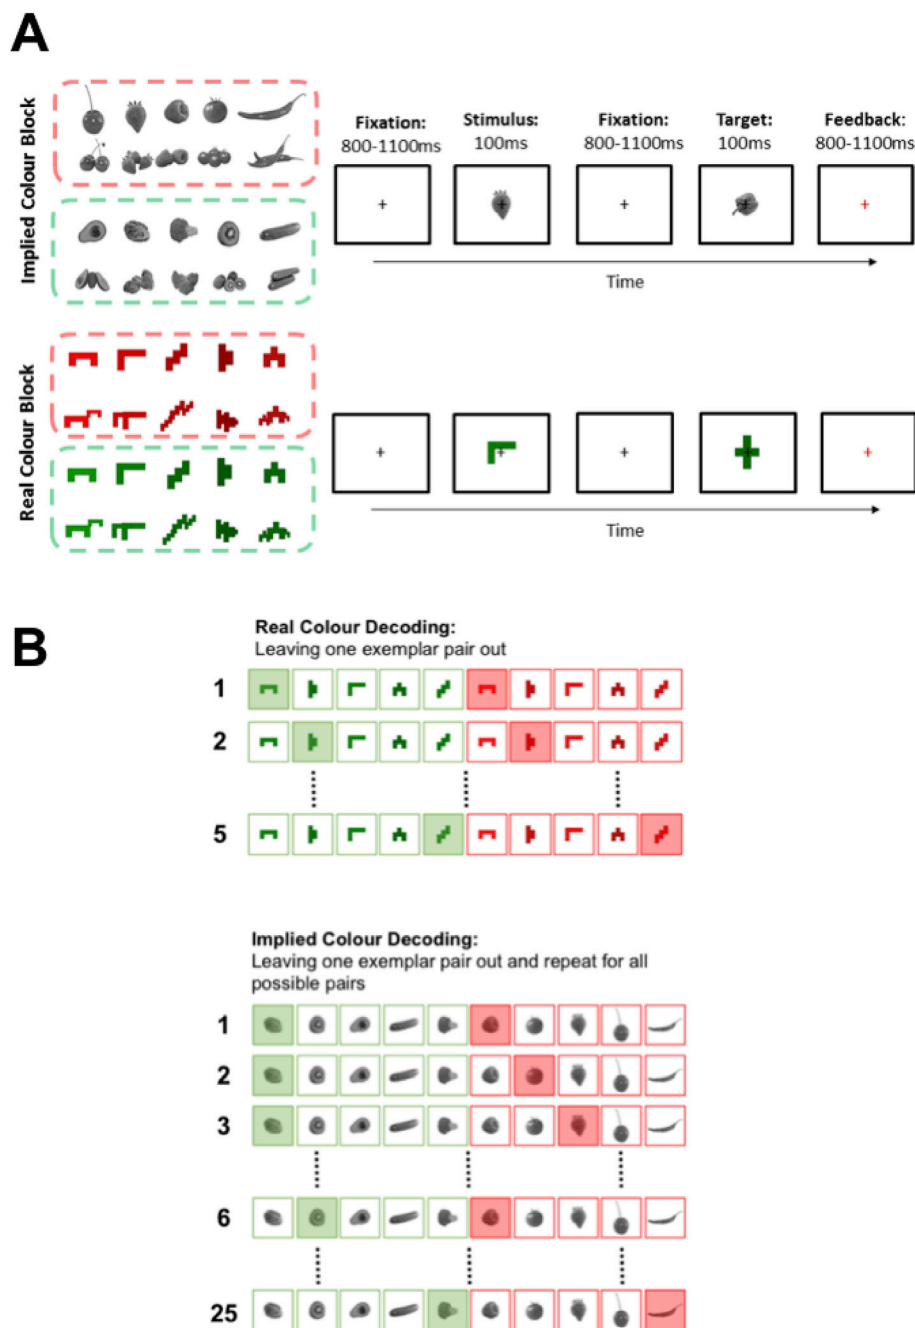 A
Implied Colour Block
Fixation:
800-1100ms
Stimulus:
100ms
Fixation:
800-1100ms
Target:
100ms
Feedback:
800-1100ms
Time
Real Colour Block
Time
B
Real Colour Decoding:
Leaving one exemplar pair out
1
2
5
Implied Colour Decoding:
Leaving one exemplar pair out and repeat for all
possible pairs
1
2
3
6
25